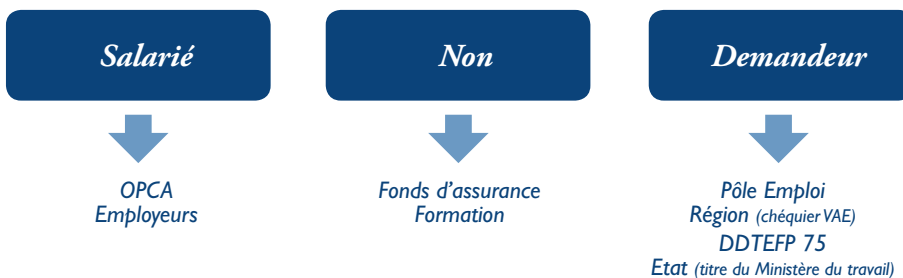 Salarié
Non
Demandeur
OPCA
Employeurs
Fonds d'assurance
Formation
Pôle Emploi
Région (chéquier VAE)
DDTEFP 75
Etat (titre du Ministère du travail)